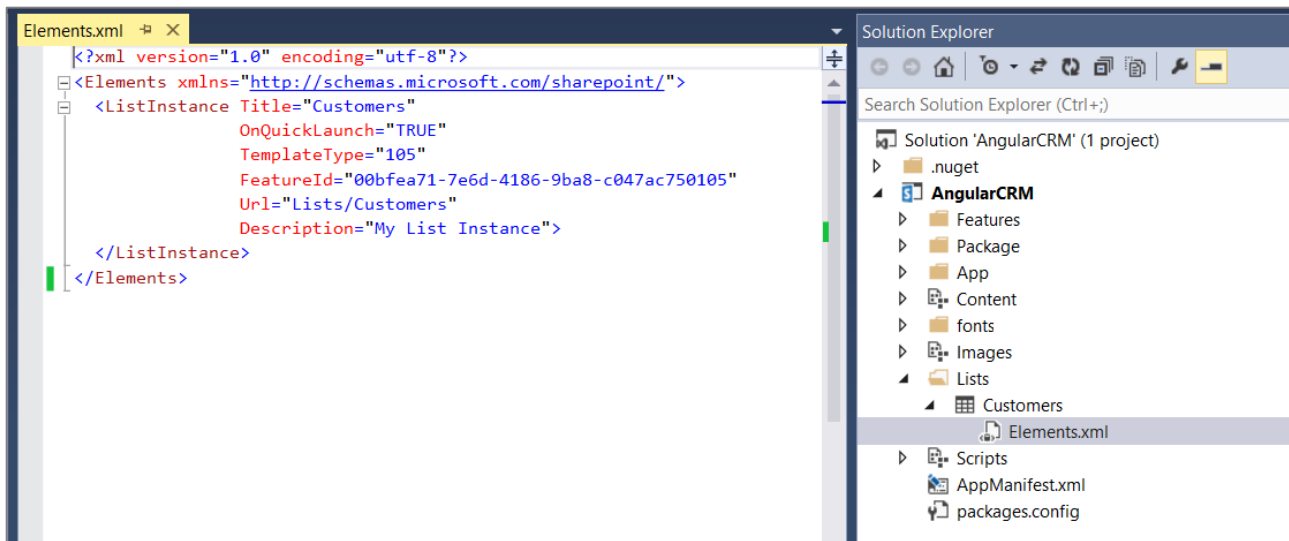 Elements.xml
<?xml version="1.0" encoding="utf-8"?>
<Elements xmlns="http://schemas.microsoft.com/sharepoint/">
<ListInstance Title="Customers"
OnQuickLaunch="TRUE"
TemplateType="105"
FeatureId="00bfea71-7e6d-4186-9ba8-c047ac750105"
Url="Lists/Customers"
Description="My List Instance">
</ListInstance>
</Elements>
Solution Explorer
Search Solution Explorer (Ctrl+;)
Solution 'AngularCRM' (1 project)
.nuget
AngularCRM
Features
Package
App
Content
fonts
Images
Lists
Customers
Elements.xml
Scripts
AppManifest.xml
packages.config